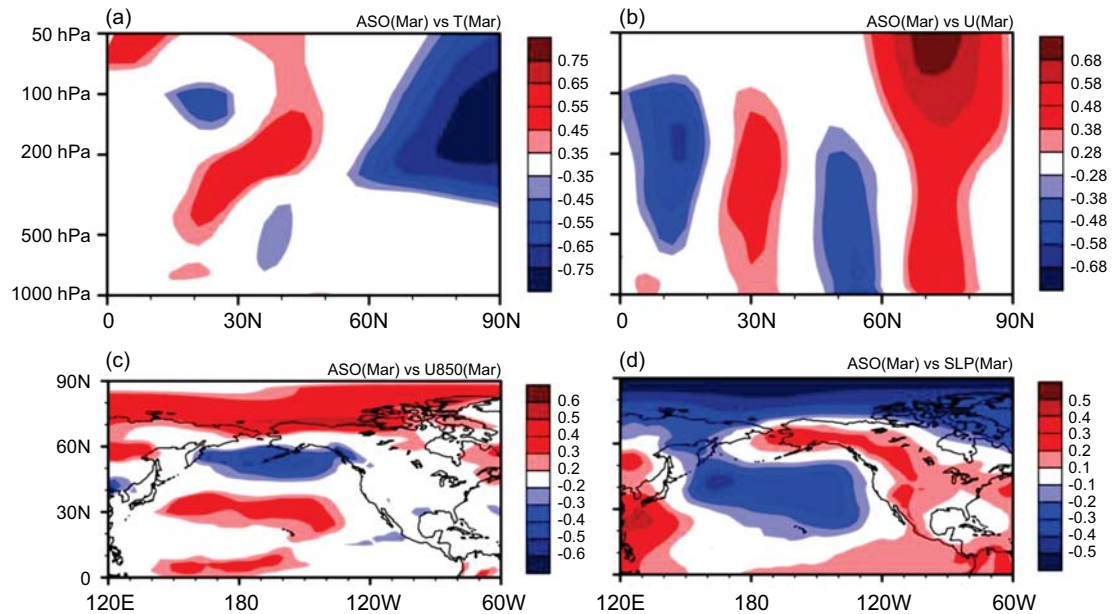 (a) ASO(Mar) vs T(Mar)
50 hPa
100 hPa
200 hPa
500 hPa
1000 hPa
0 30N 60N 90N
0.75
0.65
0.55
0.45
0.35
-0.35
-0.45
-0.55
-0.65
-0.75
(b) ASO(Mar) vs U(Mar)
0 30N 60N 90N
0.68
0.58
0.48
0.38
0.28
-0.28
-0.38
-0.48
-0.58
-0.68
(c) ASO(Mar) vs U850(Mar)
90N
60N
30N
0
120E 180 120W 60W
0.6
0.5
0.4
0.3
0.2
-0.2
-0.3
-0.4
-0.5
-0.6
(d) ASO(Mar) vs SLP(Mar)
120E 180 120W 60W
0.5
0.4
0.3
0.2
0.1
-0.1
-0.2
-0.3
-0.4
-0.5